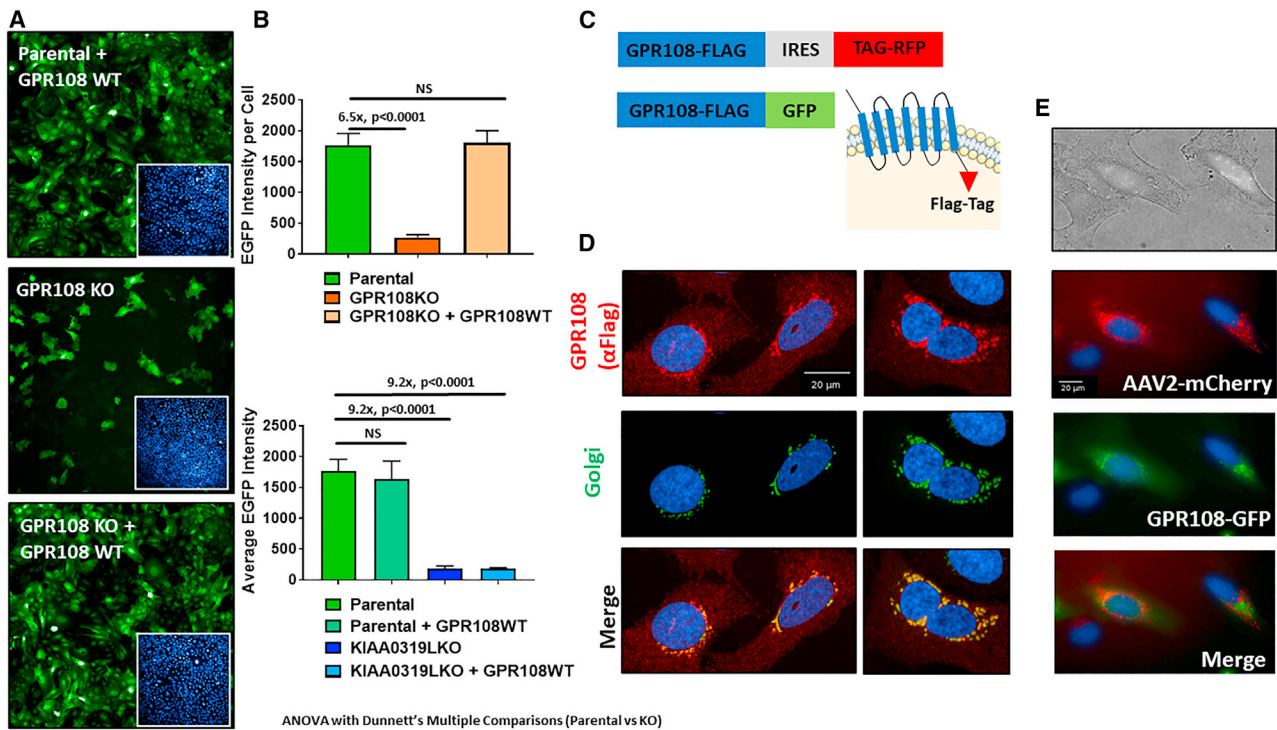 A
Parental +
GPR108 WT
GPR108 KO
GPR108 KO +
GPR108 WT
B
EGFP Intensity per Cell
2500
2000
1500
1000
500
0
NS
6.5x, p<0.0001
Parental
GPR108KO
GPR108KO + GPR108WT
Average EGFP Intensity
2500
2000
1500
1000
500
0
9.2x, p<0.0001
9.2x, p<0.0001
NS
Parental
Parental + GPR108WT
KIAA0319LKO
KIAA0319LKO + GPR108WT
ANOVA with Dunnett’s Multiple Comparisons (Parental vs KO)
C
GPR108-FLAG IRES TAG-RFP
GPR108-FLAG GFP
Flag-Tag
D
GPR108
(αFlag)
20 µm
Golgi
Merge
E
20 µm
AAV2-mCherry
GPR108-GFP
Merge